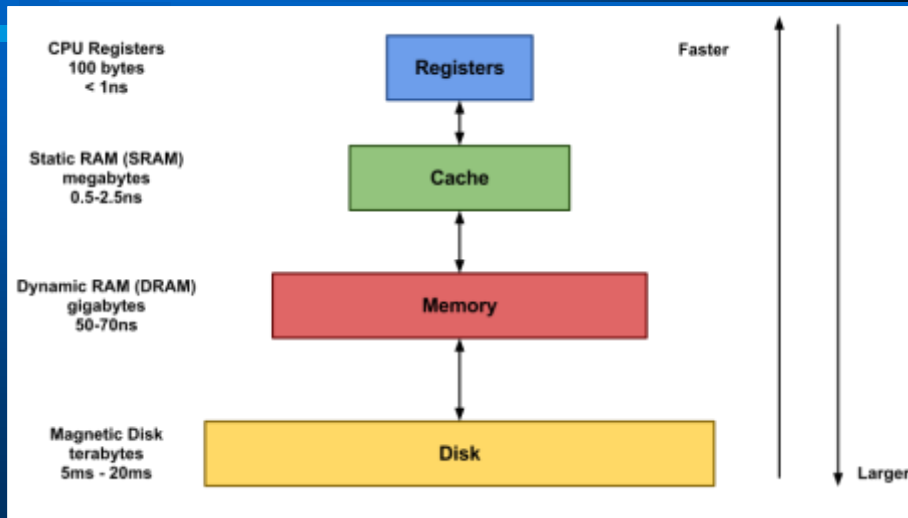 CPU Registers
100 bytes
< 1ns
Registers
Faster
Static RAM (SRAM)
megabytes
0.5-2.5ns
Cache
Dynamic RAM (DRAM)
gigabytes
50-70ns
Memory
Magnetic Disk
terabytes
5ms - 20ms
Disk
Larger